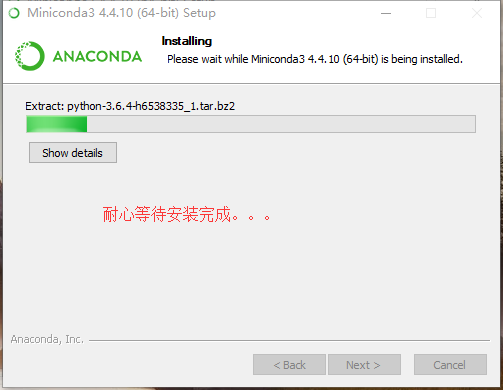 Miniconda3 4.4.10 (64-bit) Setup
ANACONDA
Installing
Please wait while Miniconda3 4.4.10 (64-bit) is being installed.
Extract: python-3.6.4-h6538335_1.tar.bz2
Show details
耐心等待安装完成。。。
Anaconda, Inc.
< Back
Next >
Cancel